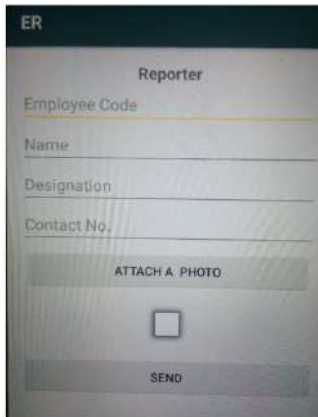 ER
Reporter
Employee Code
Name
Designation
Contact No.
ATTACH A PHOTO
SEND